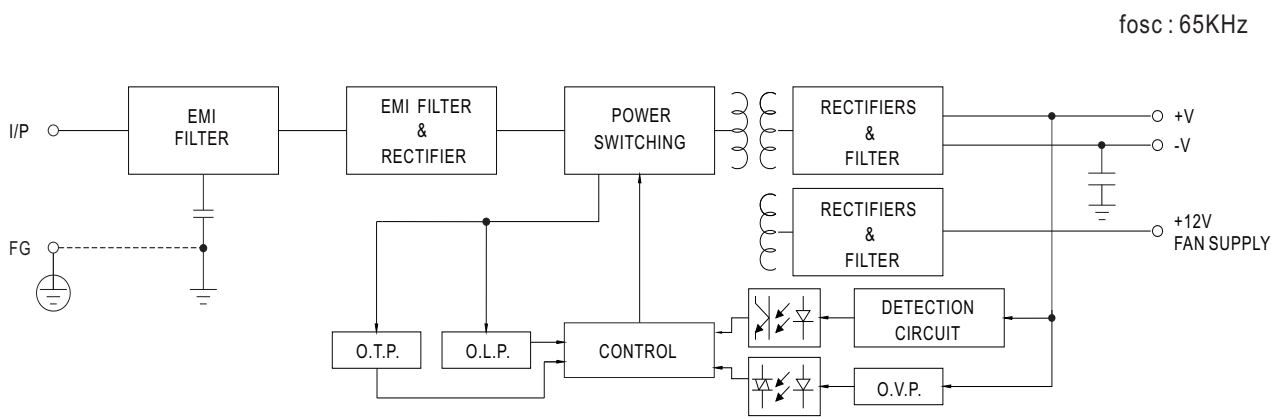 fosc : 65KHz
I/P
EMI
FILTER
EMI FILTER
&
RECTIFIER
POWER
SWITCHING
RECTIFIERS
&
FILTER
+V
-V
FG
RECTIFIERS
&
FILTER
+12V
FAN SUPPLY
O.T.P.
O.L.P.
CONTROL
DETECTION
CIRCUIT
O.V.P.